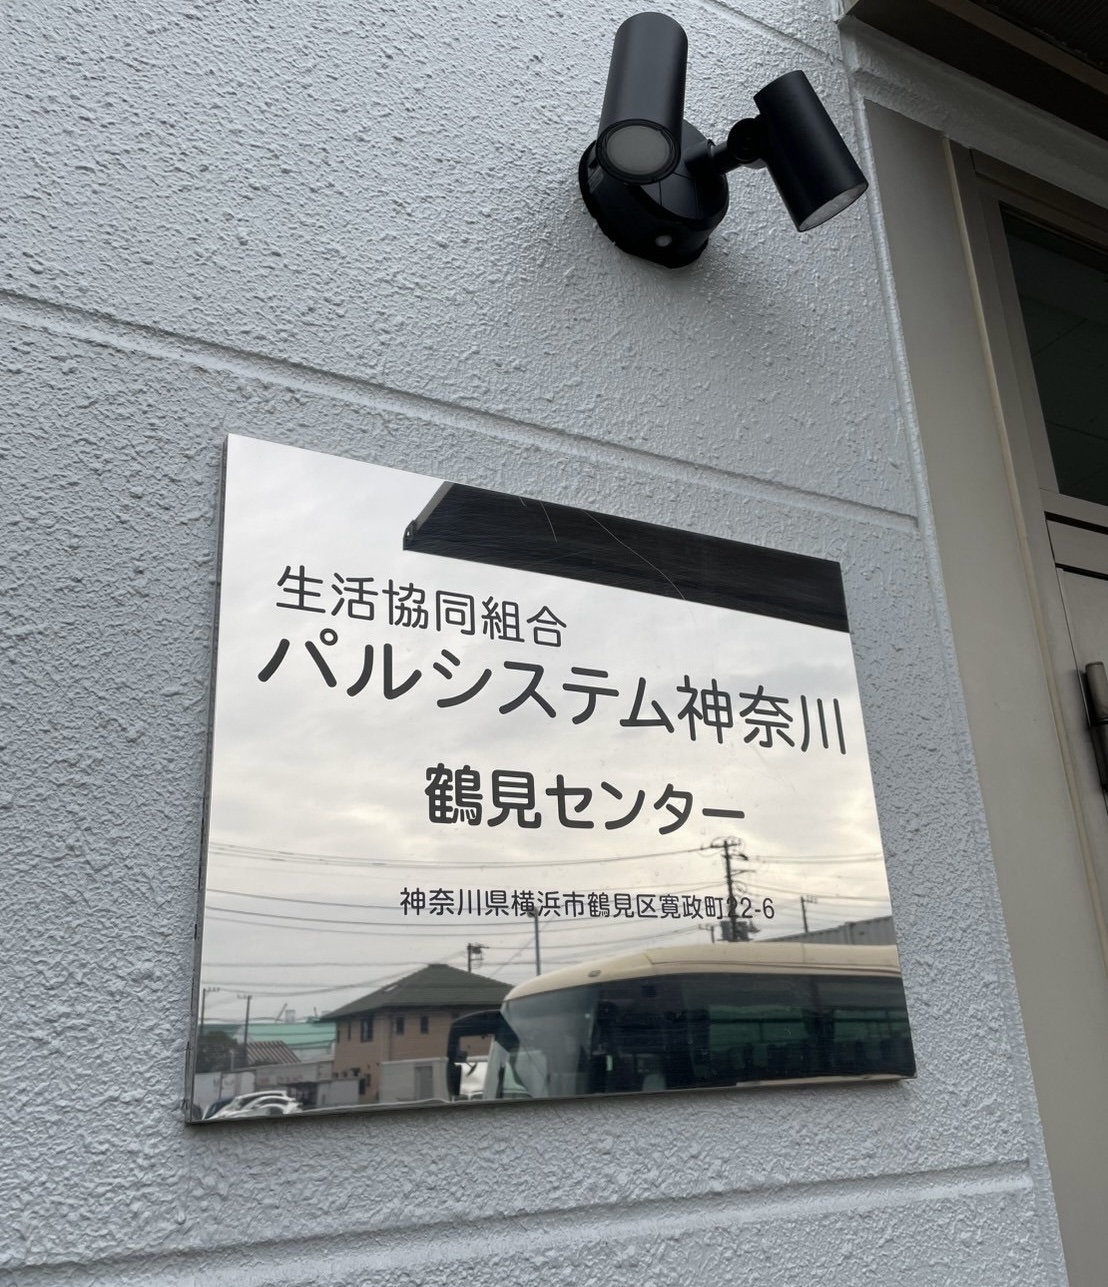 生活協同組合
パルシステム神奈川
鶴見センター
神奈川県横浜市鶴見区寛政町22-6